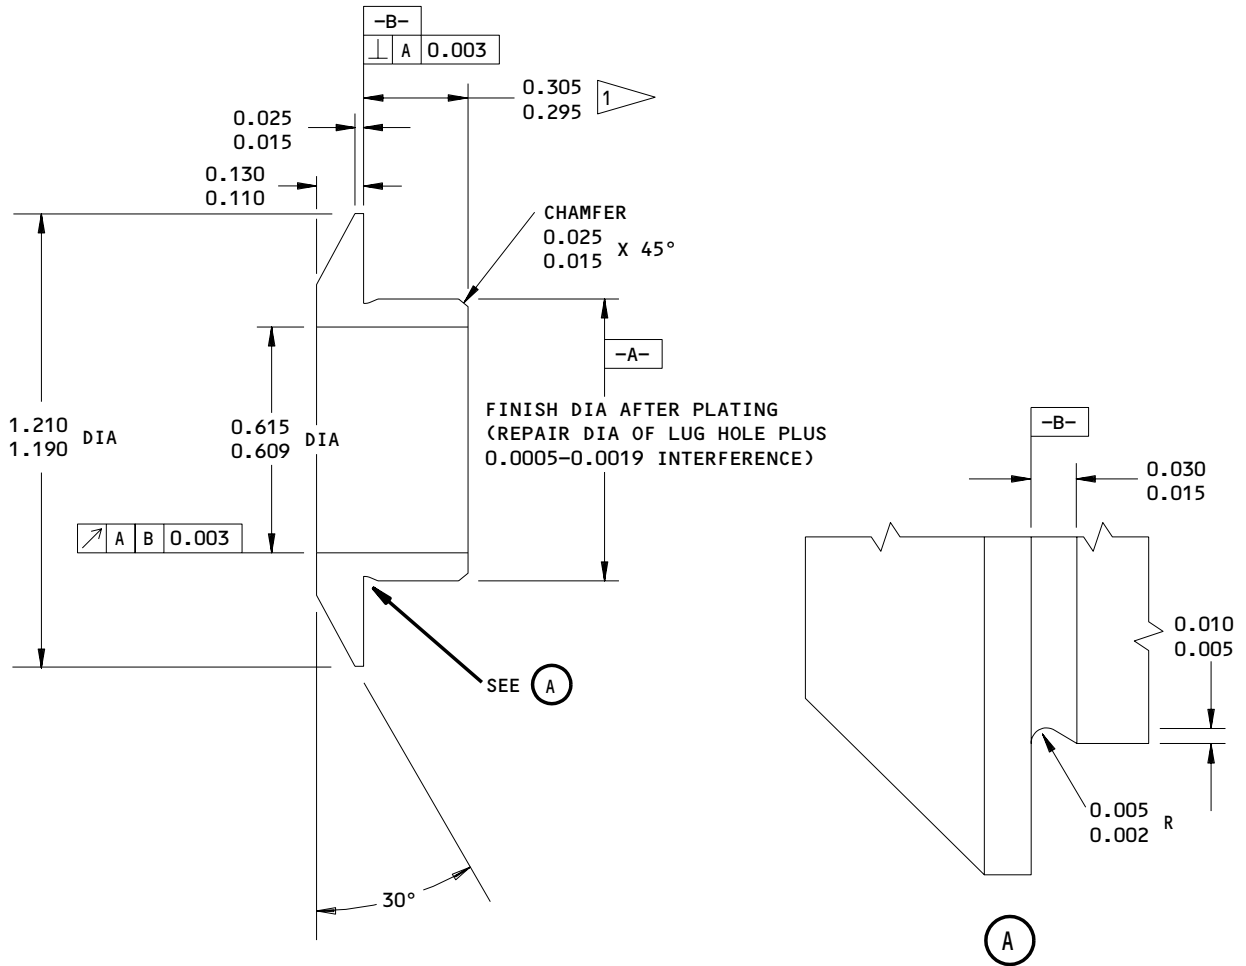 -B-
⊥ A 0.003
0.305
0.295
1
0.025
0.015
0.130
0.110
CHAMFER
0.025
0.015 X 45°
-A-
FINISH DIA AFTER PLATING
(REPAIR DIA OF LUG HOLE PLUS
0.0005-0.0019 INTERFERENCE)
1.210
1.190 DIA
0.615
0.609 DIA
↗ A B 0.003
SEE A
30°
-B-
0.030
0.015
0.010
0.005
0.005
0.002 R
A